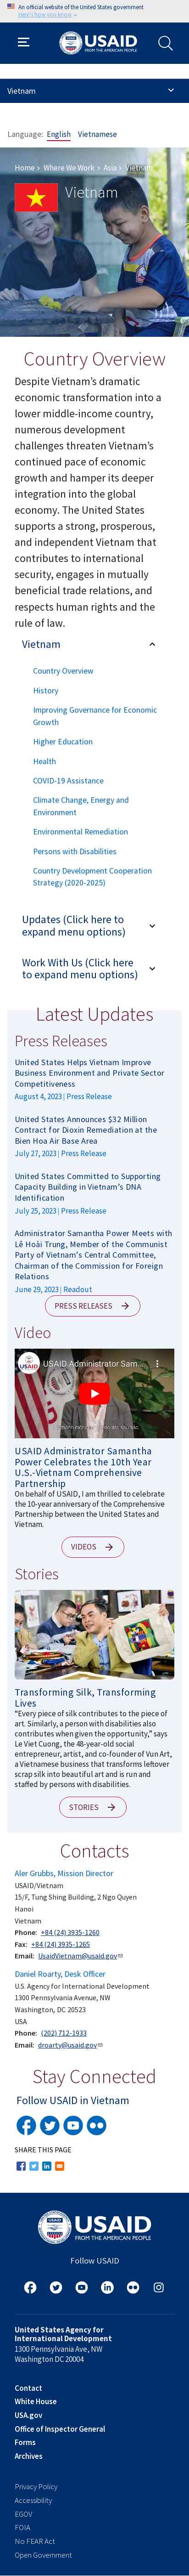 An official website of the United States government
Here's how you know
USAID
FROM THE AMERICAN PEOPLE
Vietnam
Language: English Vietnamese
Home > Where We Work > Asia > Vietnam
Vietnam
Country Overview
Despite Vietnam's dramatic
economic transformation into a
lower middle-income country,
numerous development
challenges threaten Vietnam's
continued pace of economic
growth and hamper its deeper
integration into the global
economy. The United States
supports a strong, prosperous,
and independent Vietnam that
contributes to international
security, engages in mutually
beneficial trade relations, and
respects human rights and the
rule of law.
Vietnam
Country Overview
History
Improving Governance for Economic
Growth
Higher Education
Health
COVID-19 Assistance
Climate Change, Energy and
Environment
Environmental Remediation
Persons with Disabilities
Country Development Cooperation
Strategy (2020-2025)
Updates (Click here to
expand menu options)
Work With Us (Click here
to expand menu options)
Latest Updates
Press Releases
United States Helps Vietnam Improve
Business Environment and Private Sector
Competitiveness
August 4, 2023 | Press Release
United States Announces $32 Million
Contract for Dioxin Remediation at the
Bien Hoa Air Base Area
July 27, 2023 | Press Release
United States Committed to Supporting
Capacity Building in Vietnam's DNA
Identification
July 25, 2023 | Press Release
Administrator Samantha Power Meets with
Lê Hoài Trung, Member of the Communist
Party of Vietnam's Central Committee,
Chairman of the Commission for Foreign
Relations
June 29, 2023 | Readout
PRESS RELEASES
Video
USAID Administrator Sam...
USAID Administrator Samantha
Power Celebrates the 10th Year
U.S.-Vietnam Comprehensive
Partnership
On behalf of USAID, I am thrilled to celebrate
the 10-year anniversary of the Comprehensive
Partnership between the United States and
Vietnam.
VIDEOS
Stories
Transforming Silk, Transforming
Lives
“Every piece of silk contributes to the piece of
art. Similarly, a person with disabilities also
contributes when given the opportunity,” says
Le Viet Cuong, the 48-year-old social
entrepreneur, artist, and co-founder of Vun Art,
a Vietnamese business that transforms leftover
scrap silk into beautiful art and is run and
staffed by persons with disabilities.
STORIES
Contacts
Aler Grubbs, Mission Director
USAID/Vietnam
15/F, Tung Shing Building, 2 Ngo Quyen
Hanoi
Vietnam
Phone: +84 (24) 3935-1260
Fax: +84 (24) 3935-1265
Email: UsaidVietnam@usaid.gov
Daniel Roarty, Desk Officer
U.S. Agency for International Development
1300 Pennsylvania Avenue, NW
Washington, DC 20523
USA
Phone: (202) 712-1933
Email: droarty@usaid.gov
Stay Connected
Follow USAID in Vietnam
SHARE THIS PAGE
USAID
FROM THE AMERICAN PEOPLE
Follow USAID
United States Agency for
International Development
1300 Pennsylvania Ave, NW
Washington DC 20004
Contact
White House
USA.gov
Office of Inspector General
Forms
Archives
Privacy Policy
Accessibility
EGOV
FOIA
No FEAR Act
Open Government